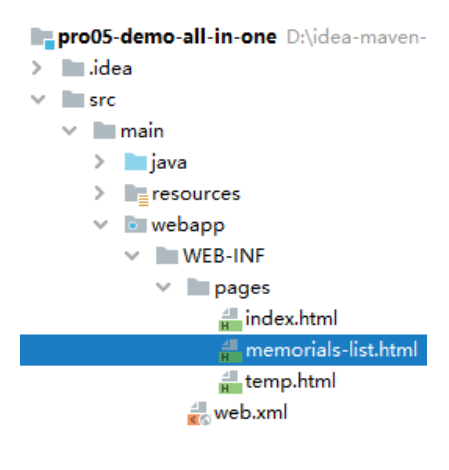 pro05-demo-all-in-one D:\idea-maven-
.idea
src
main
java
resources
webapp
WEB-INF
pages
index.html
memorials-list.html
temp.html
web.xml